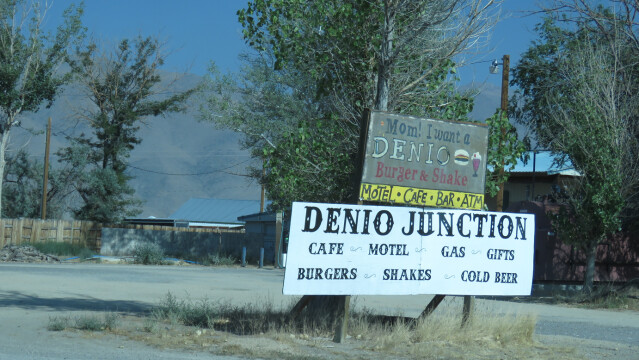 Mom! I want a
DENIO
Burger & Shake
MOTEL • CAFE • BAR • ATM
DENIO JUNCTION
CAFE ~ MOTEL ~ GAS ~ GIFTS
BURGERS ~ SHAKES ~ COLD BEER